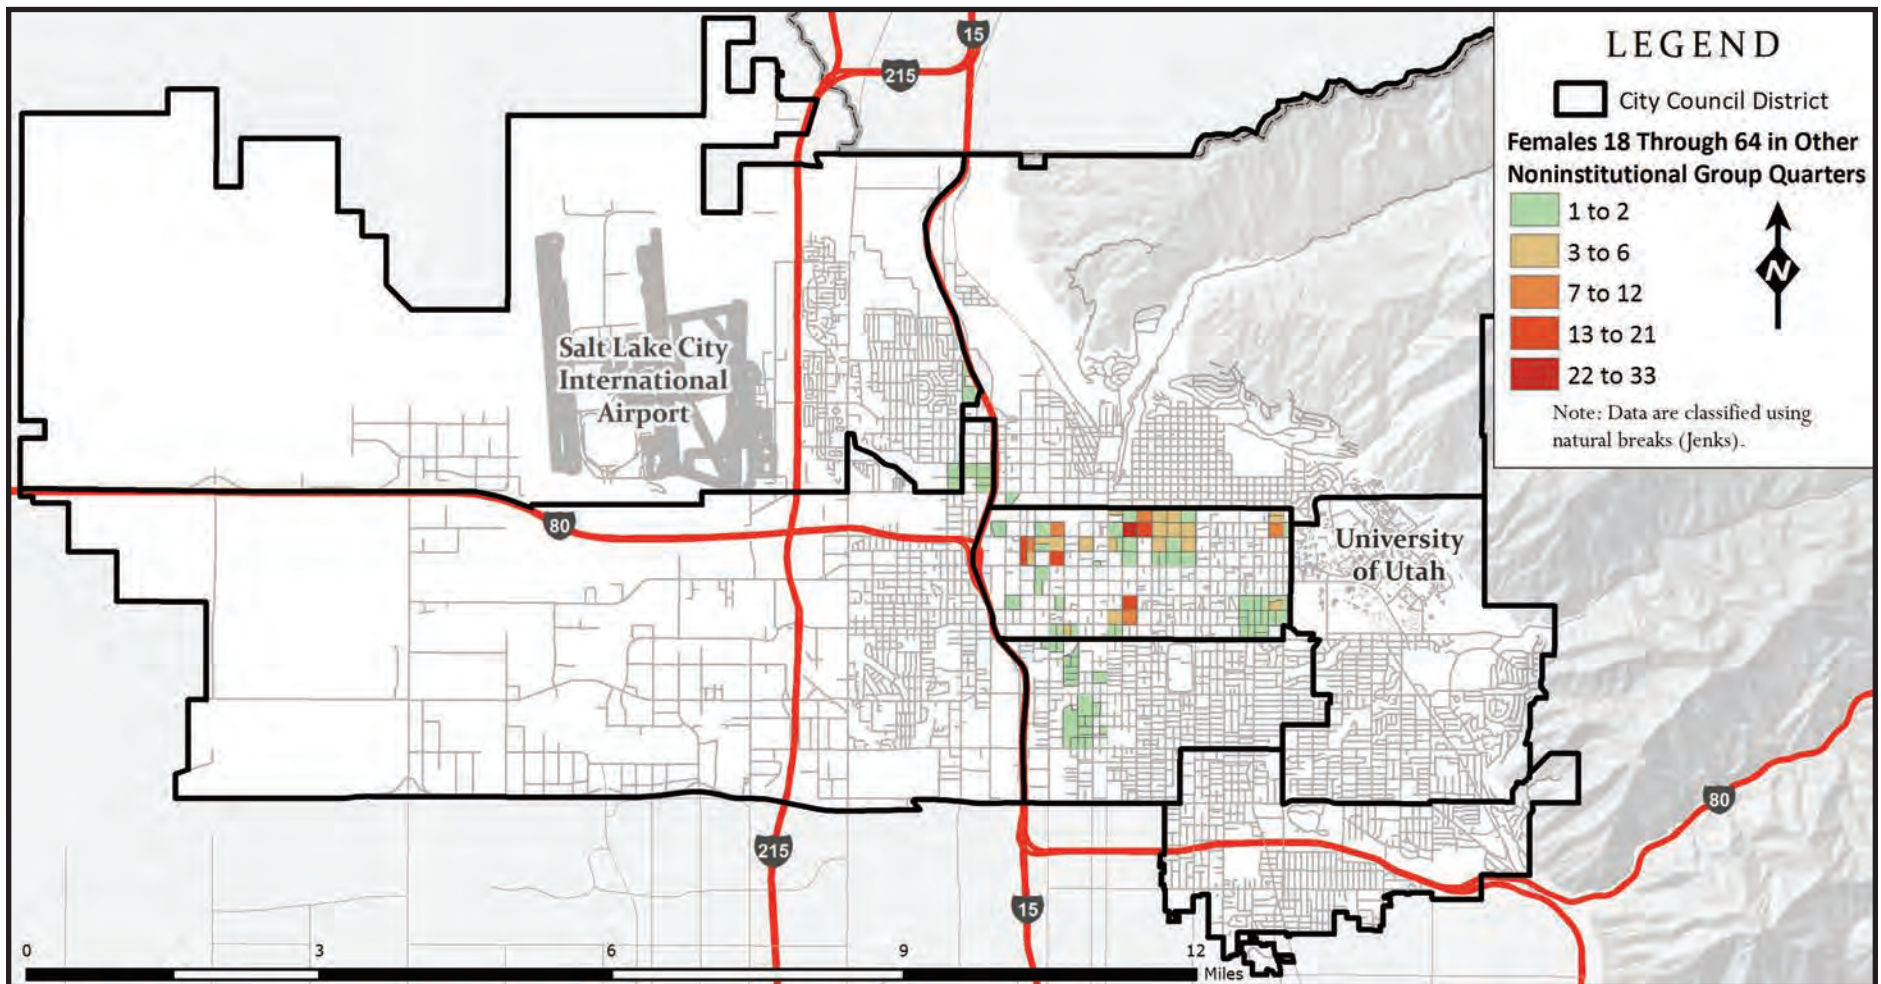 15
215
LEGEND
City Council District
Females 18 Through 64 in Other
Noninstitutional Group Quarters
1 to 2
3 to 6
7 to 12
13 to 21
22 to 33
N
Note: Data are classified using
natural breaks (Jenks).
Salt Lake City
International
Airport
80
University
of Utah
80
215
15
0 3 6 9 12
Miles